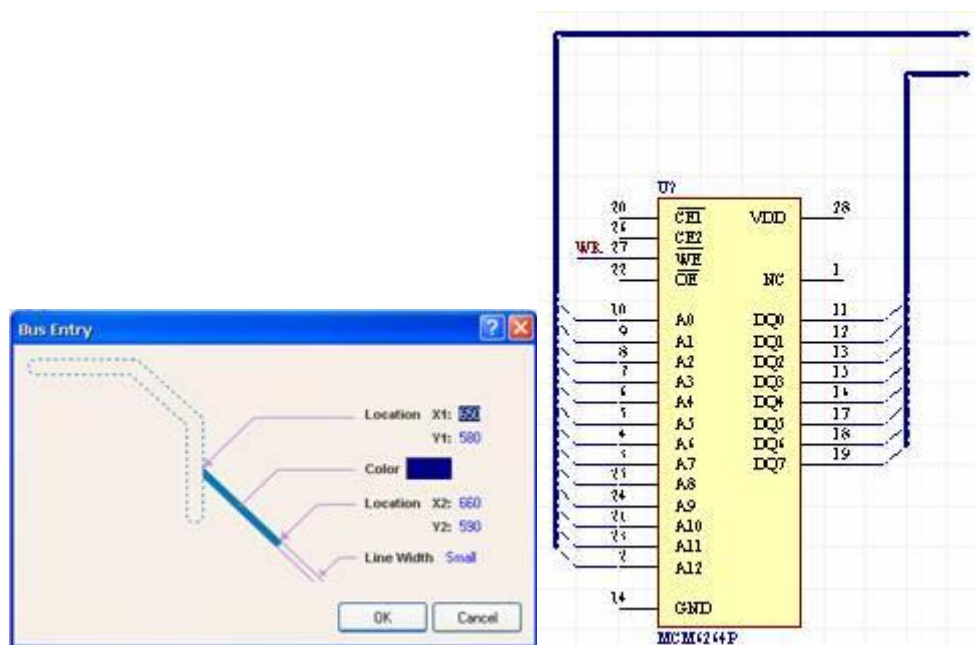 Bus Entry
Location X1: 650
Y1: 580
Color
Location X2: 660
Y2: 590
Line Width Small
OK Cancel
U?
20 CE1 VDD 28
26 CE2
WR 27 WE
22 OE NC 1
10 A0 DQ0 11
9 A1 DQ1 12
8 A2 DQ2 13
7 A3 DQ3 15
6 A4 DQ4 16
5 A5 DQ5 17
4 A6 DQ6 18
3 A7 DQ7 19
25 A8
24 A9
21 A10
23 A11
2 A12
14 GND
MCM6264P